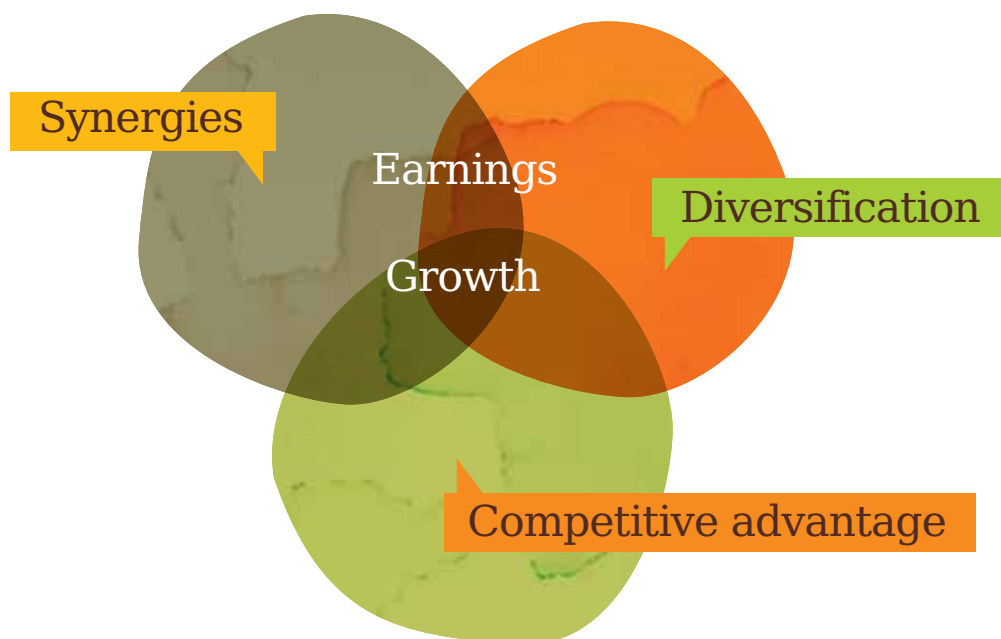 Synergies
Earnings
Diversification
Growth
Competitive advantage